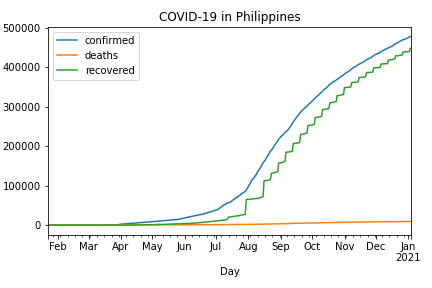 COVID-19 in Philippines
500000
400000
300000
200000
100000
0
confirmed
deaths
recovered
Feb Mar Apr May Jun Jul Aug Sep Oct Nov Dec Jan
2021
Day